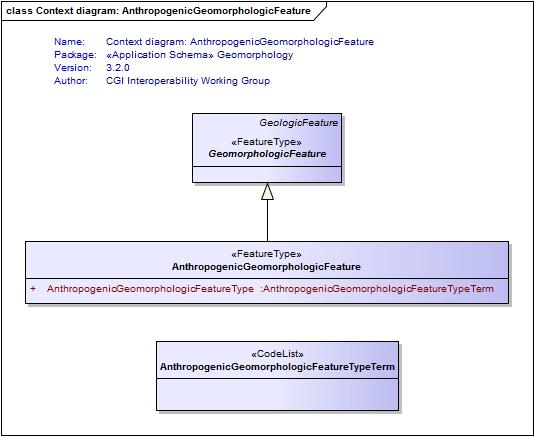 class Context diagram: AnthropogenicGeomorphologicFeature
Name: Context diagram: AnthropogenicGeomorphologicFeature
Package: «Application Schema» Geomorphology
Version: 3.2.0
Author: CGI Interoperability Working Group
GeologicFeature
«FeatureType»
GeomorphologicFeature
«FeatureType»
AnthropogenicGeomorphologicFeature
+ AnthropogenicGeomorphologicFeatureType :AnthropogenicGeomorphologicFeatureTypeTerm
«CodeList»
AnthropogenicGeomorphologicFeatureTypeTerm